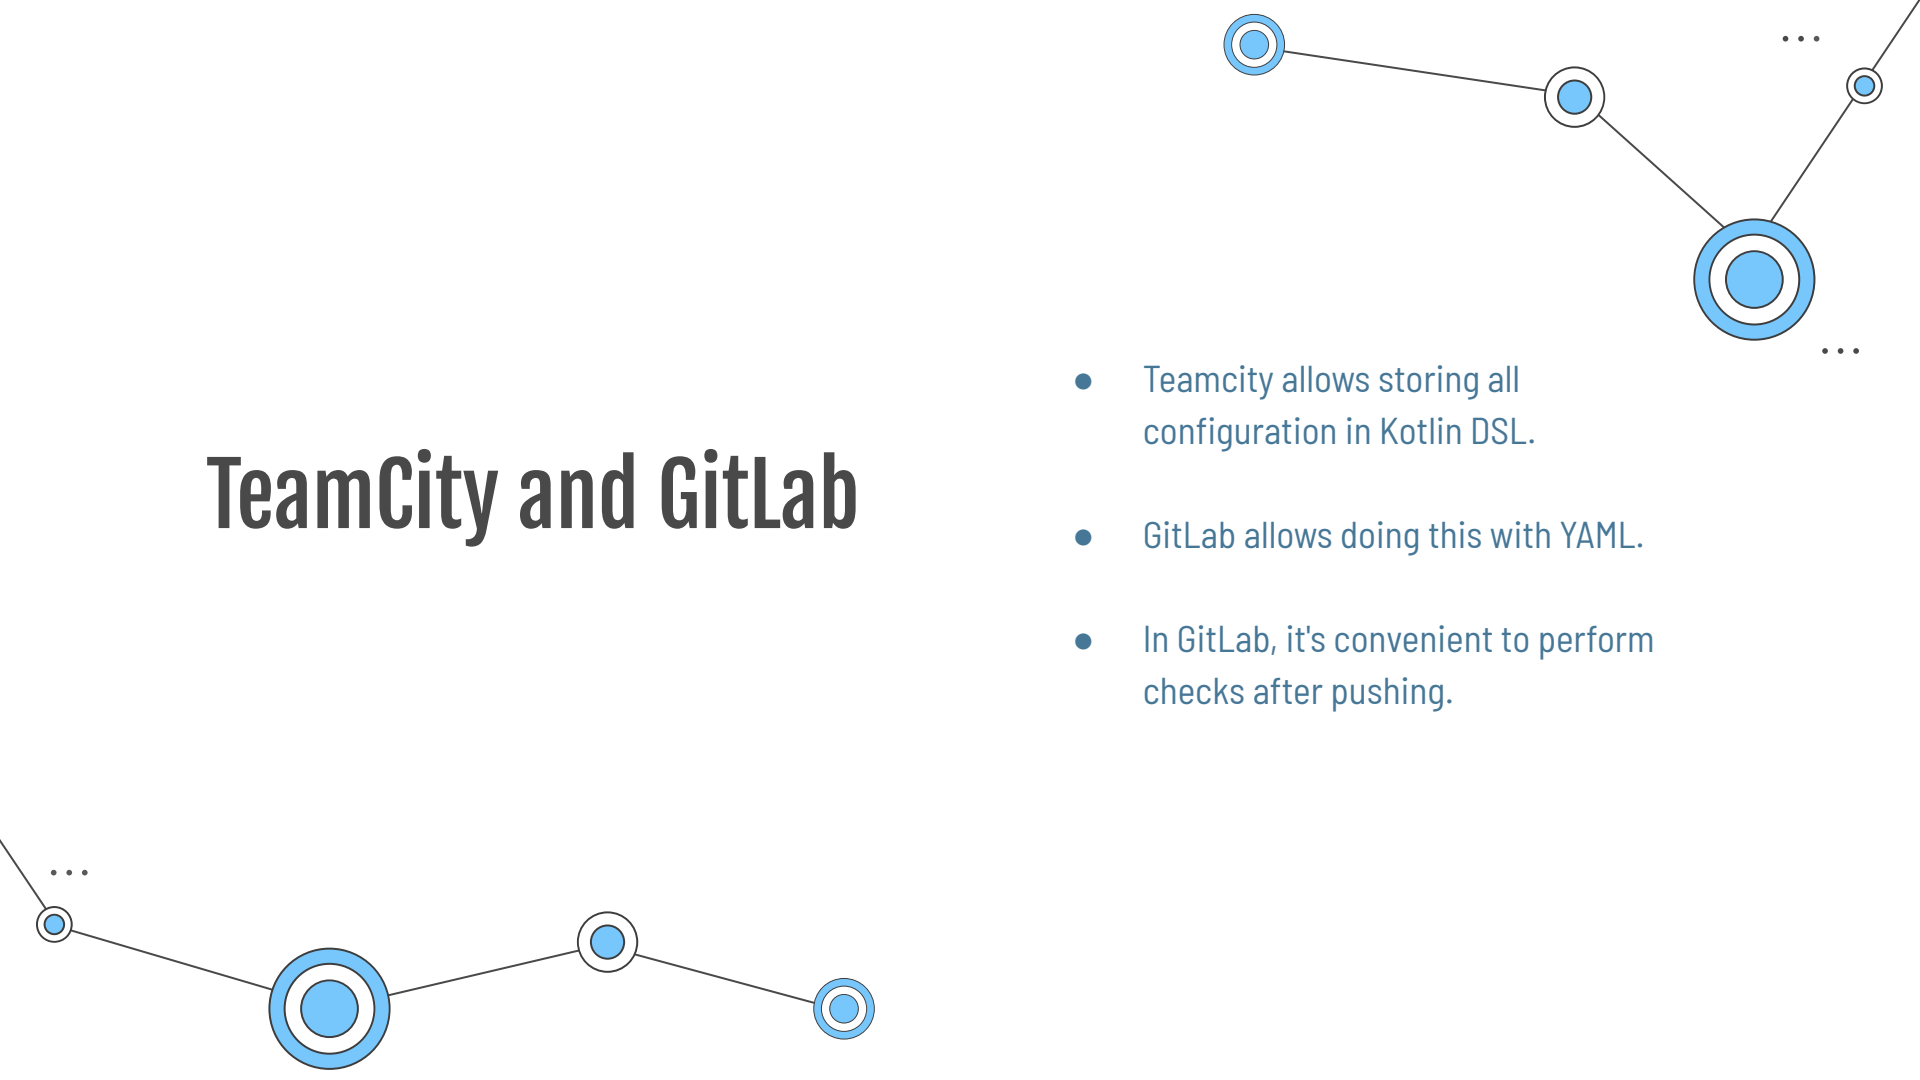 TeamCity and GitLab
● Teamcity allows storing all
configuration in Kotlin DSL.
● GitLab allows doing this with YAML.
● In GitLab, it's convenient to perform
checks after pushing.